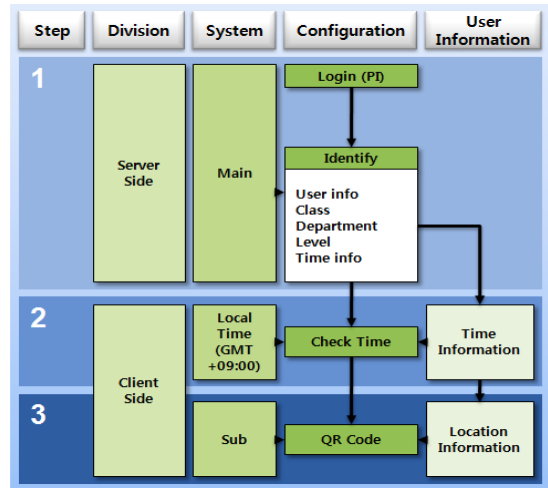 Step
Division
System
Configuration
User
Information
1
Server
Side
Main
Login (PI)
Identify
User info
Class
Department
Level
Time info
2
Client
Side
Local
Time
(GMT
+09:00)
Check Time
Time
Information
3
Sub
QR Code
Location
Information